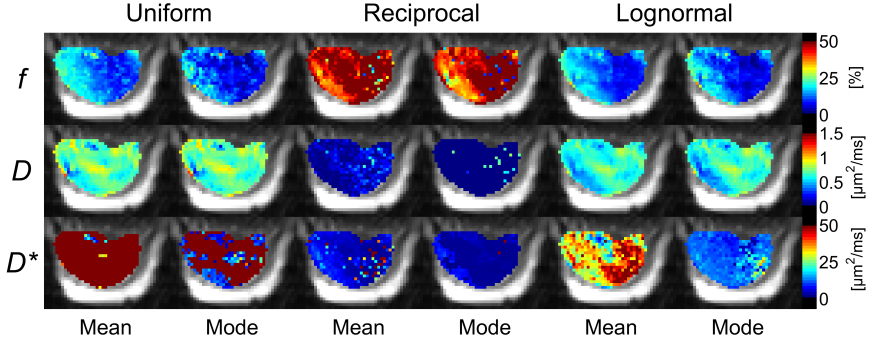 Uniform Reciprocal Lognormal
f 50 25 0 [%]
D 1.5 1 0.5 0 [µm²/ms]
D* 50 25 0 [µm²/ms]
Mean Mode Mean Mode Mean Mode